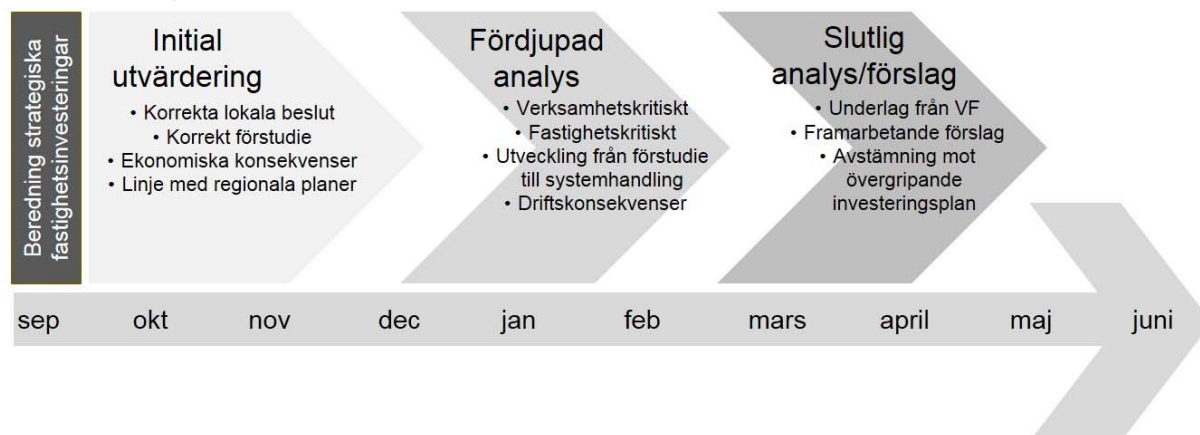 Beredning strategiska
fastighetsinvesteringar
Initial
utvärdering
• Korrekta lokala beslut
• Korrekt förstudie
• Ekonomiska konsekvenser
• Linje med regionala planer
Fördjupad
analys
• Verksamhetskritiskt
• Fastighetskritiskt
• Utveckling från förstudie
till systemhandling
• Driftskonsekvenser
Slutlig
analys/förslag
• Underlag från VF
• Framarbetande förslag
• Avstämning mot
övergripande
investeringsplan
sep okt nov dec jan feb mars april maj juni